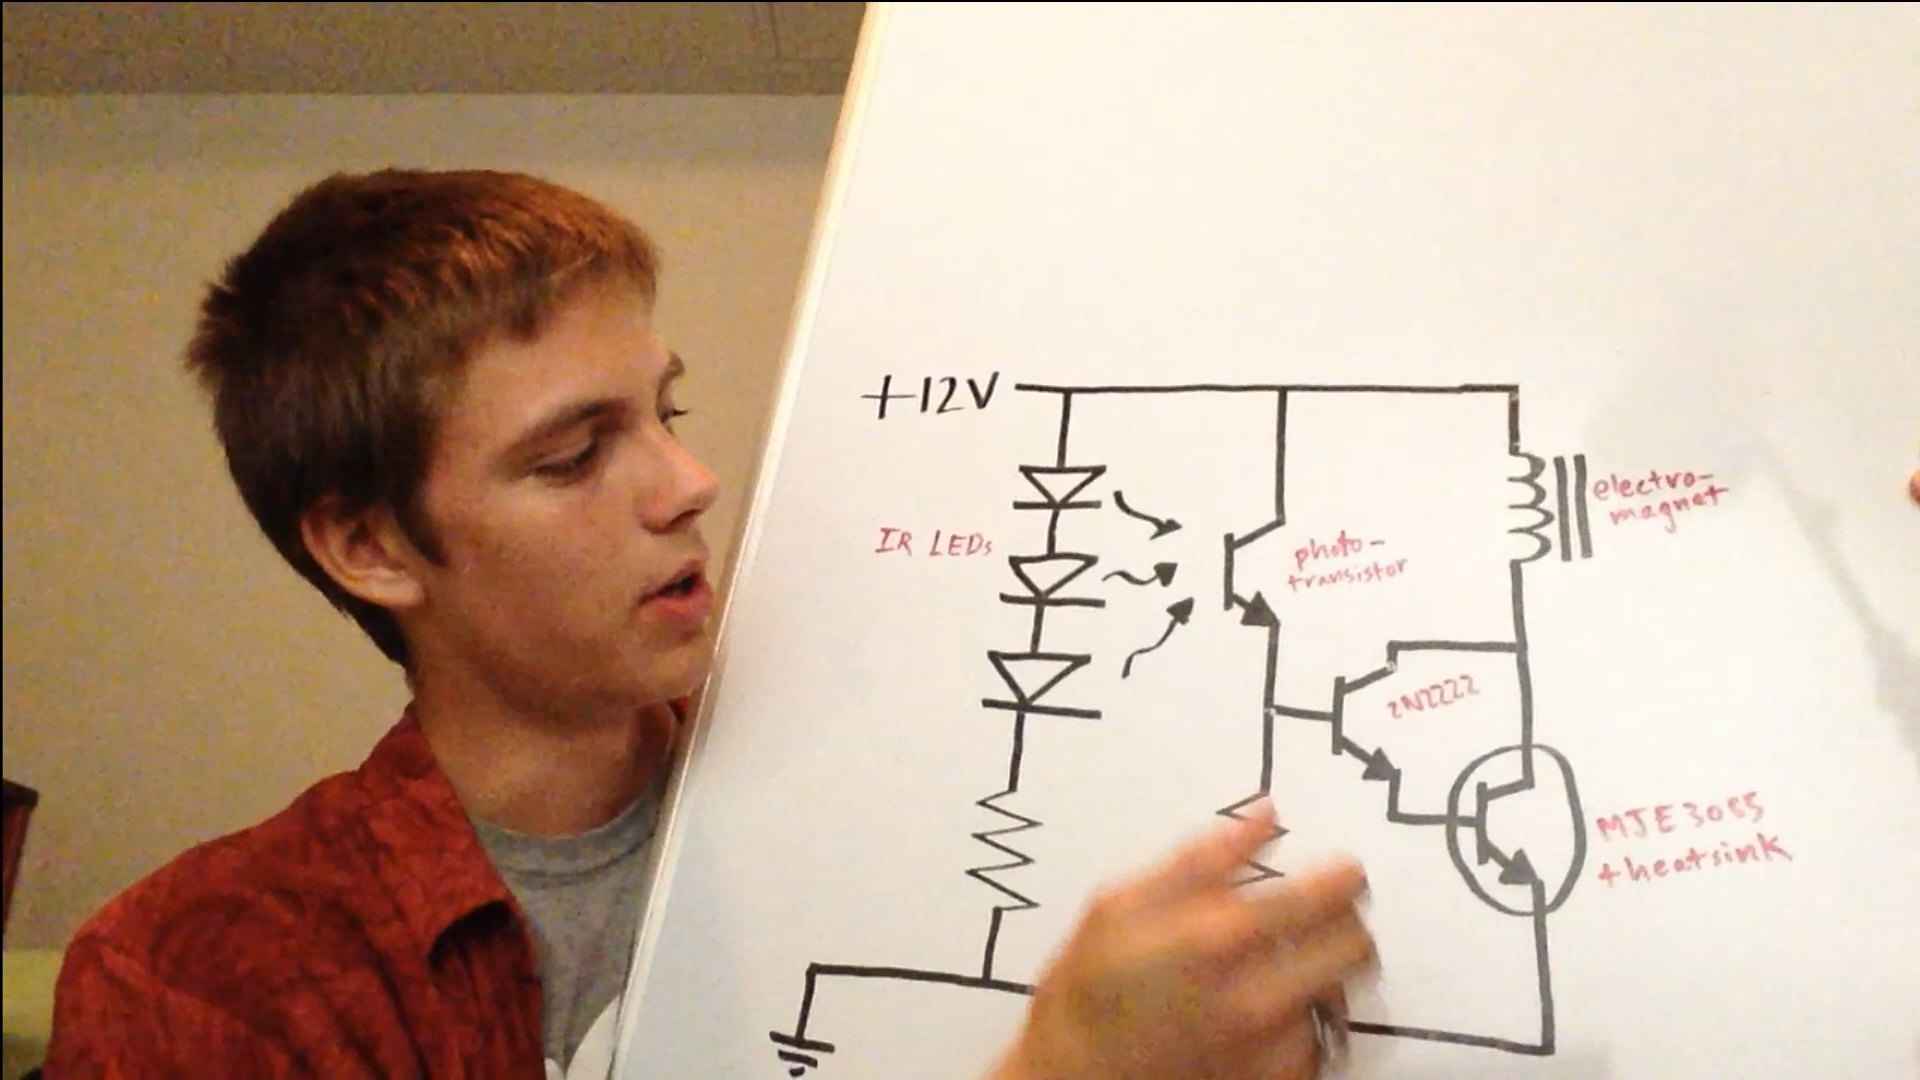 +12V
electro-
magnet
IR LEDs
photo-
transistor
2N2222
MJE3055
+heatsink